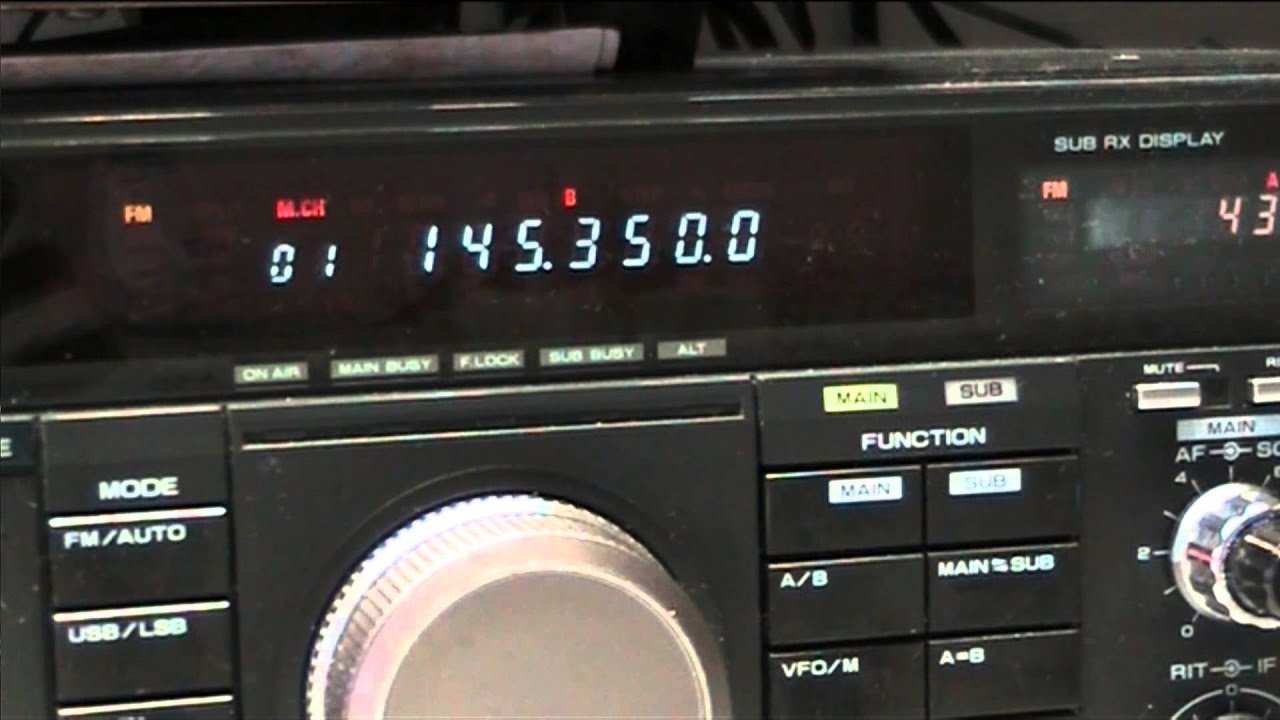 SUB RX DISPLAY
FM M.CH B
01 145.350.0
FM A
43
ON AIR MAIN BUSY F.LOCK SUB BUSY ALT
MAIN SUB
FUNCTION
MAIN SUB
A/B MAIN⇆SUB
VFO/M A=B
MODE
FM/AUTO
USB/LSB
E
MUTE
MAIN
AF
4
2
0
RIT IF
0